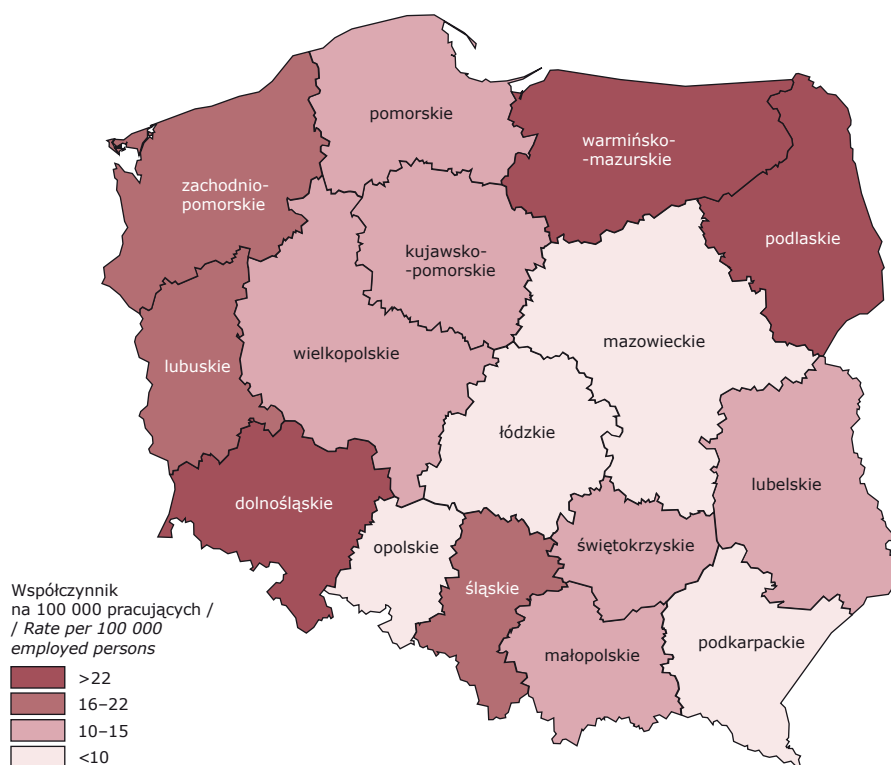 pomorskie
warmińsko-
-mazurskie
zachodnio-
pomorskie
podlaskie
kujawsko-
-pomorskie
mazowieckie
wielkopolskie
lubuskie
łódzkie
lubelskie
dolnośląskie
opolskie
świętokrzyskie
śląskie
podkarpackie
małopolskie
Współczynnik
na 100 000 pracujących /
/ Rate per 100 000
employed persons
>22
16–22
10–15
<10